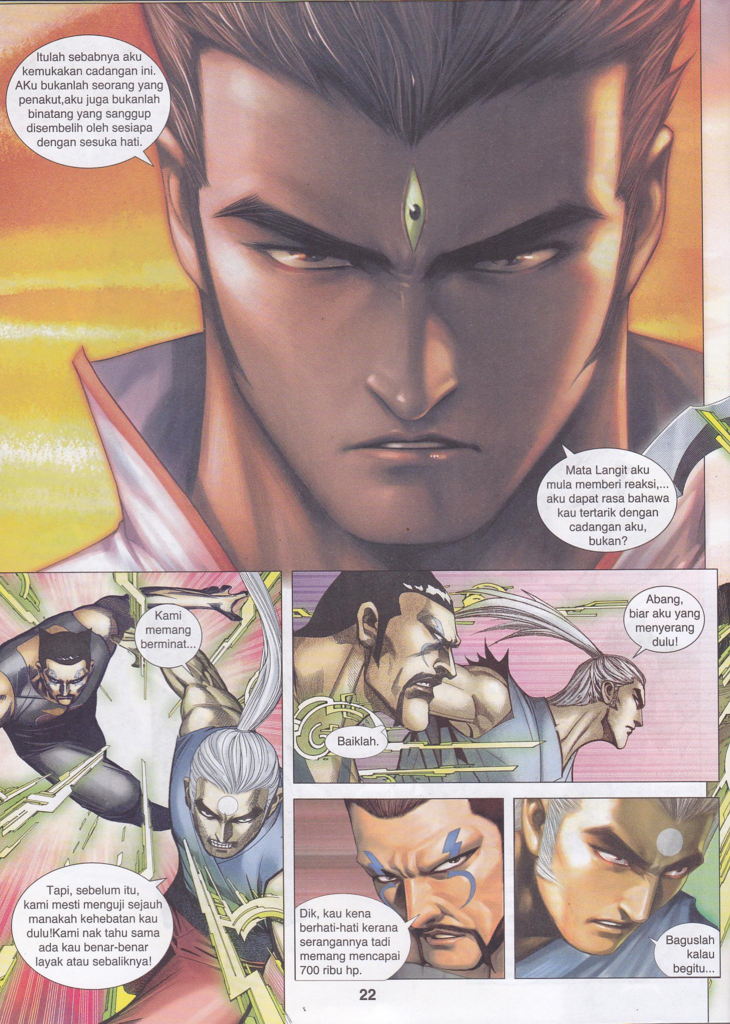 Itulah sebabnya aku
kemukakan cadangan ini.
AKu bukanlah seorang yang
penakut,aku juga bukanlah
binatang yang sanggup
disembelih oleh sesiapa
dengan sesuka hati.
Mata Langit aku
mula memberi reaksi,...
aku dapat rasa bahawa
kau tertarik dengan
cadangan aku,
bukan?
Kami
memang
berminat...
Tapi, sebelum itu,
kami mesti menguji sejauh
manakah kehebatan kau
dulu!Kami nak tahu sama
ada kau benar-benar
layak atau sebaliknya!
Abang,
biar aku yang
menyerang
dulu!
Baiklah.
Dik, kau kena
berhati-hati kerana
serangannya tadi
memang mencapai
700 ribu hp.
Baguslah
kalau
begitu...
22